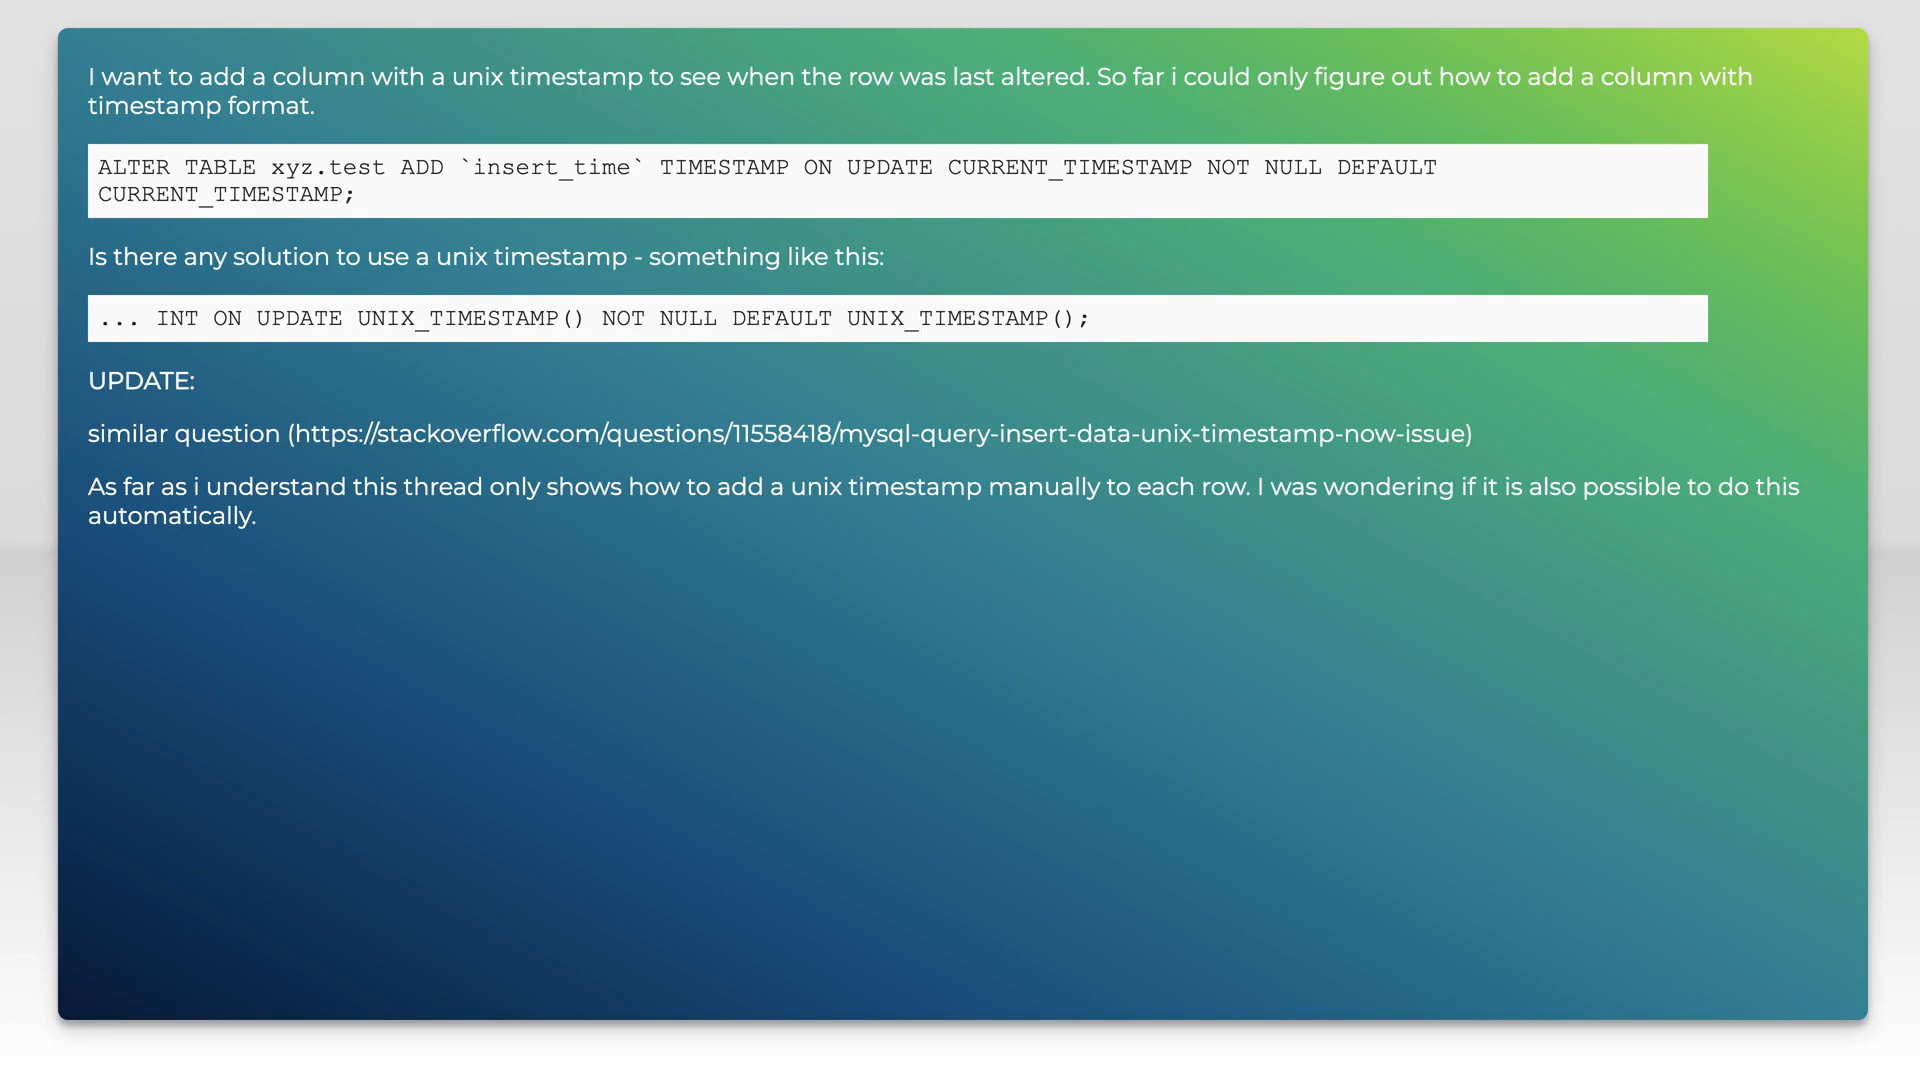 I want to add a column with a unix timestamp to see when the row was last altered. So far i could only figure out how to add a column with
timestamp format.
ALTER TABLE xyz.test ADD `insert_time` TIMESTAMP ON UPDATE CURRENT_TIMESTAMP NOT NULL DEFAULT
CURRENT_TIMESTAMP;
Is there any solution to use a unix timestamp - something like this:
... INT ON UPDATE UNIX_TIMESTAMP() NOT NULL DEFAULT UNIX_TIMESTAMP();
UPDATE:
similar question (https://stackoverflow.com/questions/11558418/mysql-query-insert-data-unix-timestamp-now-issue)
As far as i understand this thread only shows how to add a unix timestamp manually to each row. I was wondering if it is also possible to do this
automatically.